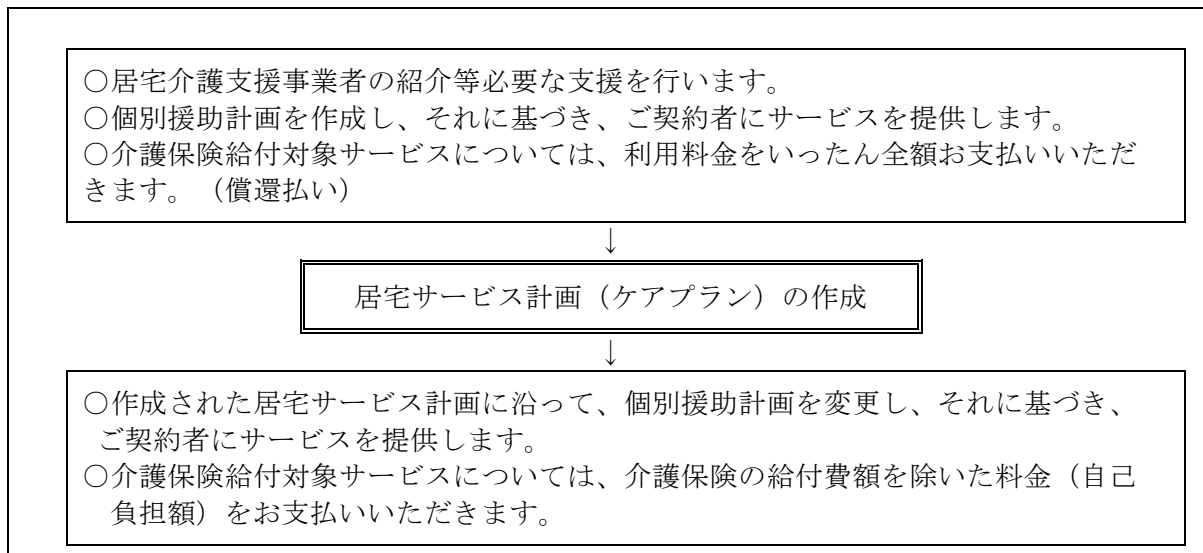 ○居宅介護支援事業者の紹介等必要な支援を行います。
○個別援助計画を作成し、それに基づき、ご契約者にサービスを提供します。
○介護保険給付対象サービスについては、利用料金をいったん全額お支払いいただ
きます。（償還払い）
↓
居宅サービス計画（ケアプラン）の作成
↓
○作成された居宅サービス計画に沿って、個別援助計画を変更し、それに基づき、
ご契約者にサービスを提供します。
○介護保険給付対象サービスについては、介護保険の給付費額を除いた料金（自己
負担額）をお支払いいただきます。